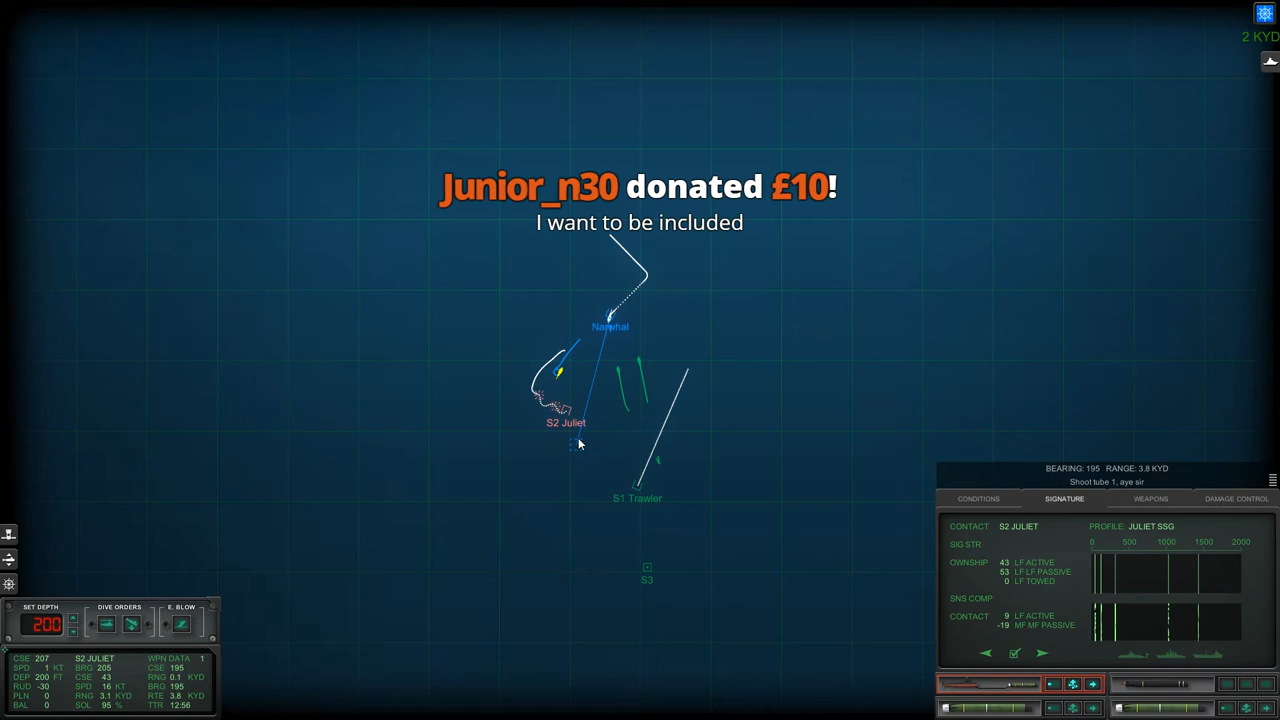 2 KYD
Junior_n30 donated £10!
I want to be included
Narwhal
S2 Juliet
S1 Trawler
S3
BEARING: 195 RANGE: 3.8 KYD
Shoot tube 1, aye sir
CONDITIONS SIGNATURE WEAPONS DAMAGE CONTROL
CONTACT S2 JULIET PROFILE: JULIET SSG
SIG STR 0 500 1000 1500 2000
OWNSHIP 43 LF ACTIVE
53 LF LF PASSIVE
0 LF TOWED
SNS COMP
CONTACT 9 LF ACTIVE
-19 MF MF PASSIVE
SET DEPTH DIVE ORDERS E. BLOW
200
CSE 207 S2 JULIET WPN DATA 1
SPD 1 KT BRG 205 CSE 195
DEP 200 FT CSE 43 RNG 0.1 KYD
RUD -30 SPD 16 KT BRG 195
PLN 0 RNG 3.1 KYD RTE 3.8 KYD
BAL 0 SOL 95 % TTR 12:56